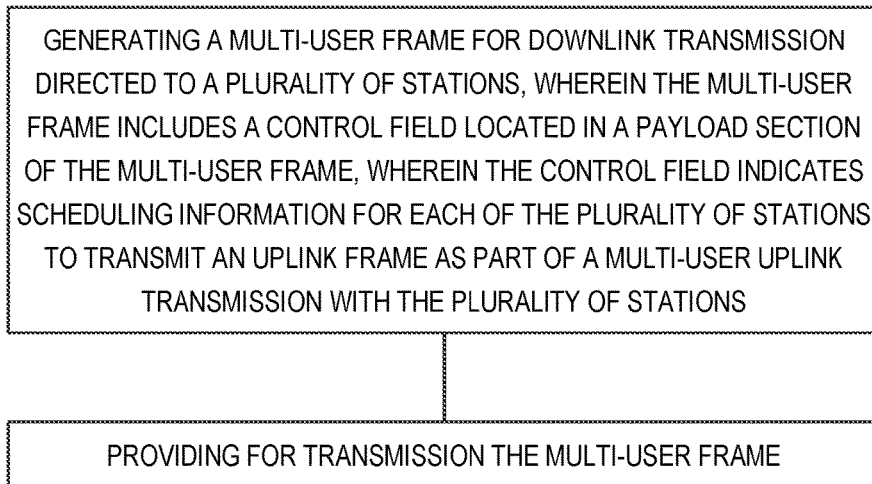 GENERATING A MULTI-USER FRAME FOR DOWNLINK TRANSMISSION
DIRECTED TO A PLURALITY OF STATIONS, WHEREIN THE MULTI-USER
FRAME INCLUDES A CONTROL FIELD LOCATED IN A PAYLOAD SECTION
OF THE MULTI-USER FRAME, WHEREIN THE CONTROL FIELD INDICATES
SCHEDULING INFORMATION FOR EACH OF THE PLURALITY OF STATIONS
TO TRANSMIT AN UPLINK FRAME AS PART OF A MULTI-USER UPLINK
TRANSMISSION WITH THE PLURALITY OF STATIONS
PROVIDING FOR TRANSMISSION THE MULTI-USER FRAME